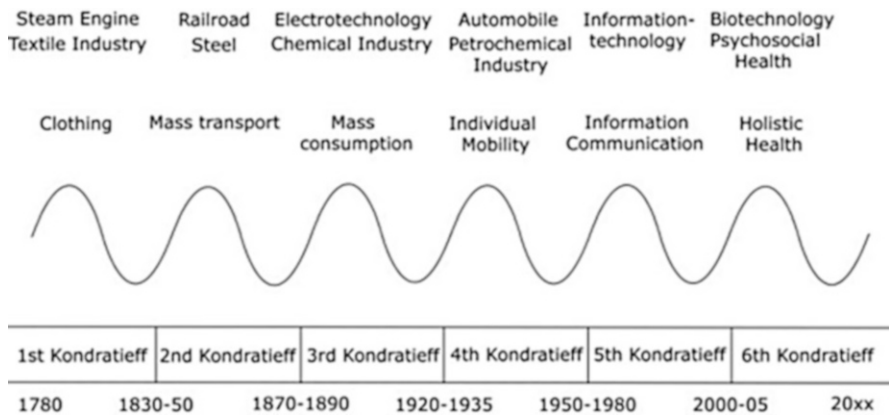 Steam Engine
Textile Industry
Railroad
Steel
Electrotechnology
Chemical Industry
Automobile
Petrochemical
Industry
Information-
technology
Biotechnology
Psychosocial
Health
Clothing
Mass transport
Mass
consumption
Individual
Mobility
Information
Communication
Holistic
Health
1st Kondratieff
2nd Kondratieff
3rd Kondratieff
4th Kondratieff
5th Kondratieff
6th Kondratieff
1780
1830-50
1870-1890
1920-1935
1950-1980
2000-05
20xx